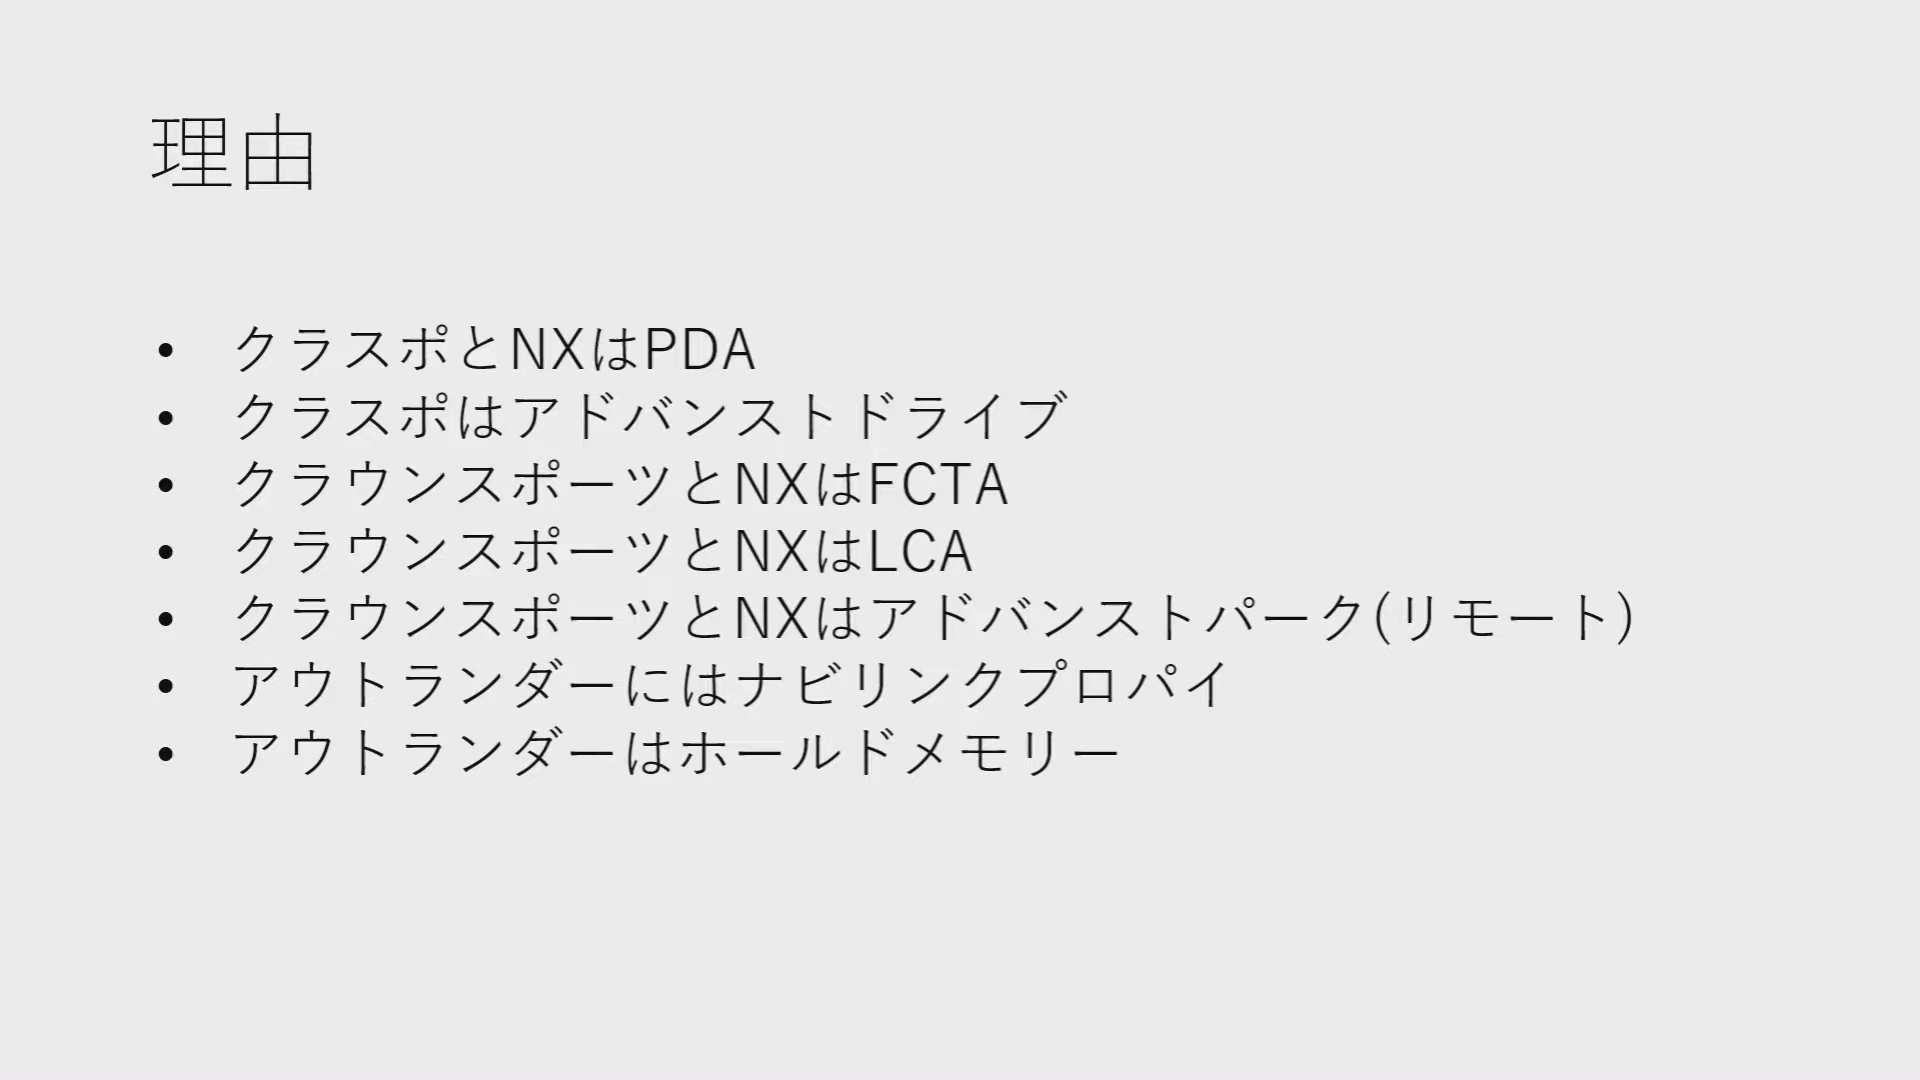 理由
• クラスポとNXはPDA
• クラスポはアドバンストドライブ
• クラウンスポーツとNXはFCTA
• クラウンスポーツとNXはLCA
• クラウンスポーツとNXはアドバンストパーク(リモート)
• アウトランダーにはナビリンクプロパイ
• アウトランダーはホールドメモリー